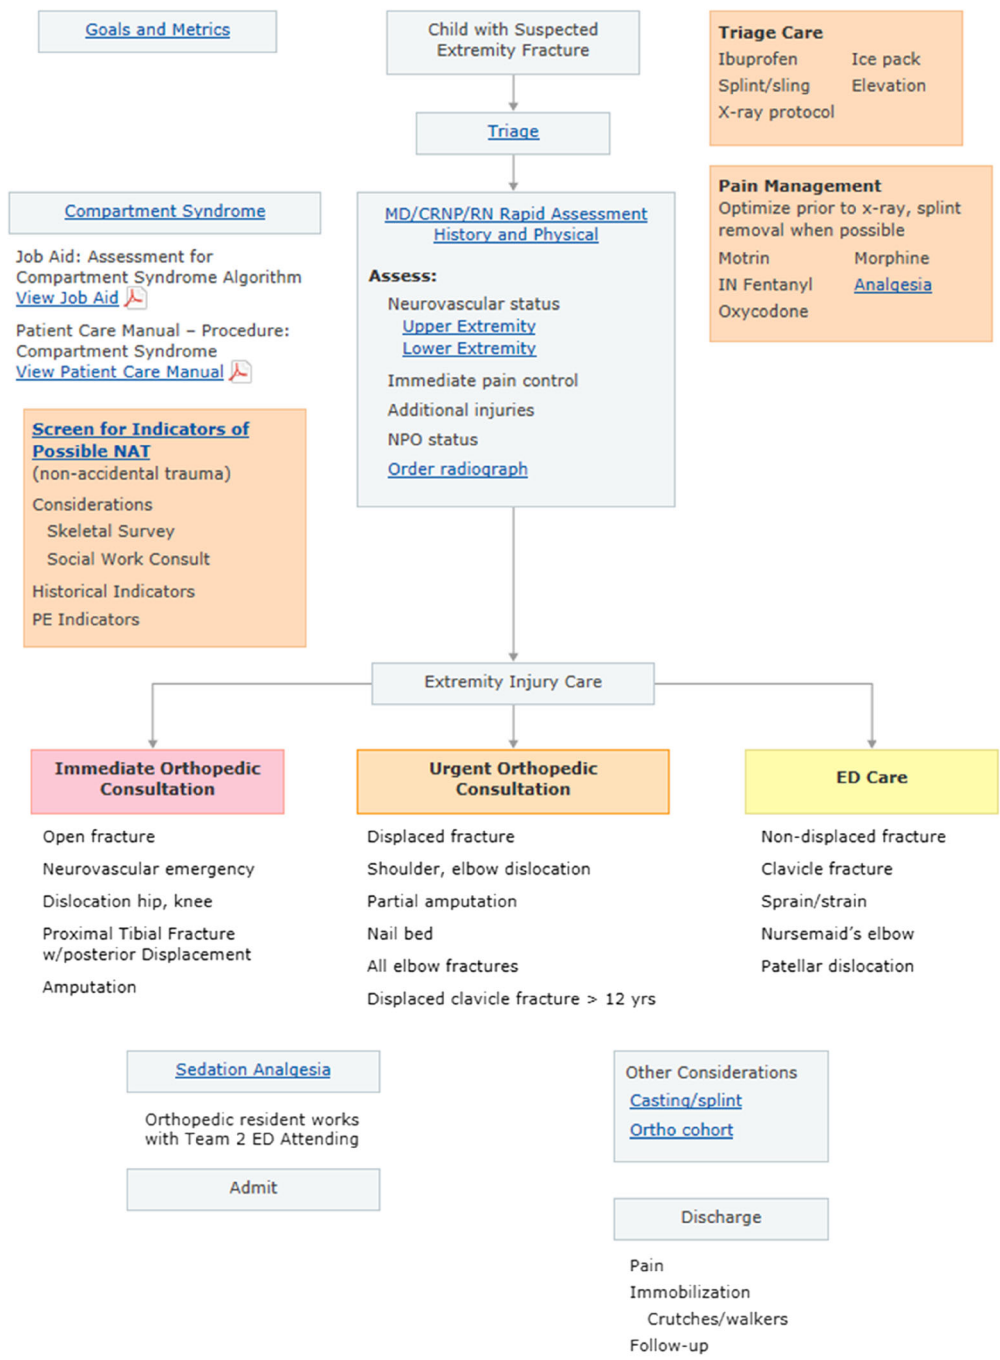 Goals and Metrics
Child with Suspected
Extremity Fracture
Triage Care
Ibuprofen Ice pack
Splint/sling Elevation
X-ray protocol
Triage
Pain Management
Optimize prior to x-ray, splint
removal when possible
Motrin Morphine
IN Fentanyl Analgesia
Oxycodone
Compartment Syndrome
Job Aid: Assessment for
Compartment Syndrome Algorithm
View Job Aid
Patient Care Manual – Procedure:
Compartment Syndrome
View Patient Care Manual
MD/CRNP/RN Rapid Assessment
History and Physical
Assess:
Neurovascular status
Upper Extremity
Lower Extremity
Immediate pain control
Additional injuries
NPO status
Order radiograph
Screen for Indicators of
Possible NAT
(non-accidental trauma)
Considerations
Skeletal Survey
Social Work Consult
Historical Indicators
PE Indicators
Extremity Injury Care
Immediate Orthopedic
Consultation
Open fracture
Neurovascular emergency
Dislocation hip, knee
Proximal Tibial Fracture
w/posterior Displacement
Amputation
Urgent Orthopedic
Consultation
Displaced fracture
Shoulder, elbow dislocation
Partial amputation
Nail bed
All elbow fractures
Displaced clavicle fracture > 12 yrs
ED Care
Non-displaced fracture
Clavicle fracture
Sprain/strain
Nursemaid's elbow
Patellar dislocation
Sedation Analgesia
Orthopedic resident works
with Team 2 ED Attending
Admit
Other Considerations
Casting/splint
Ortho cohort
Discharge
Pain
Immobilization
Crutches/walkers
Follow-up